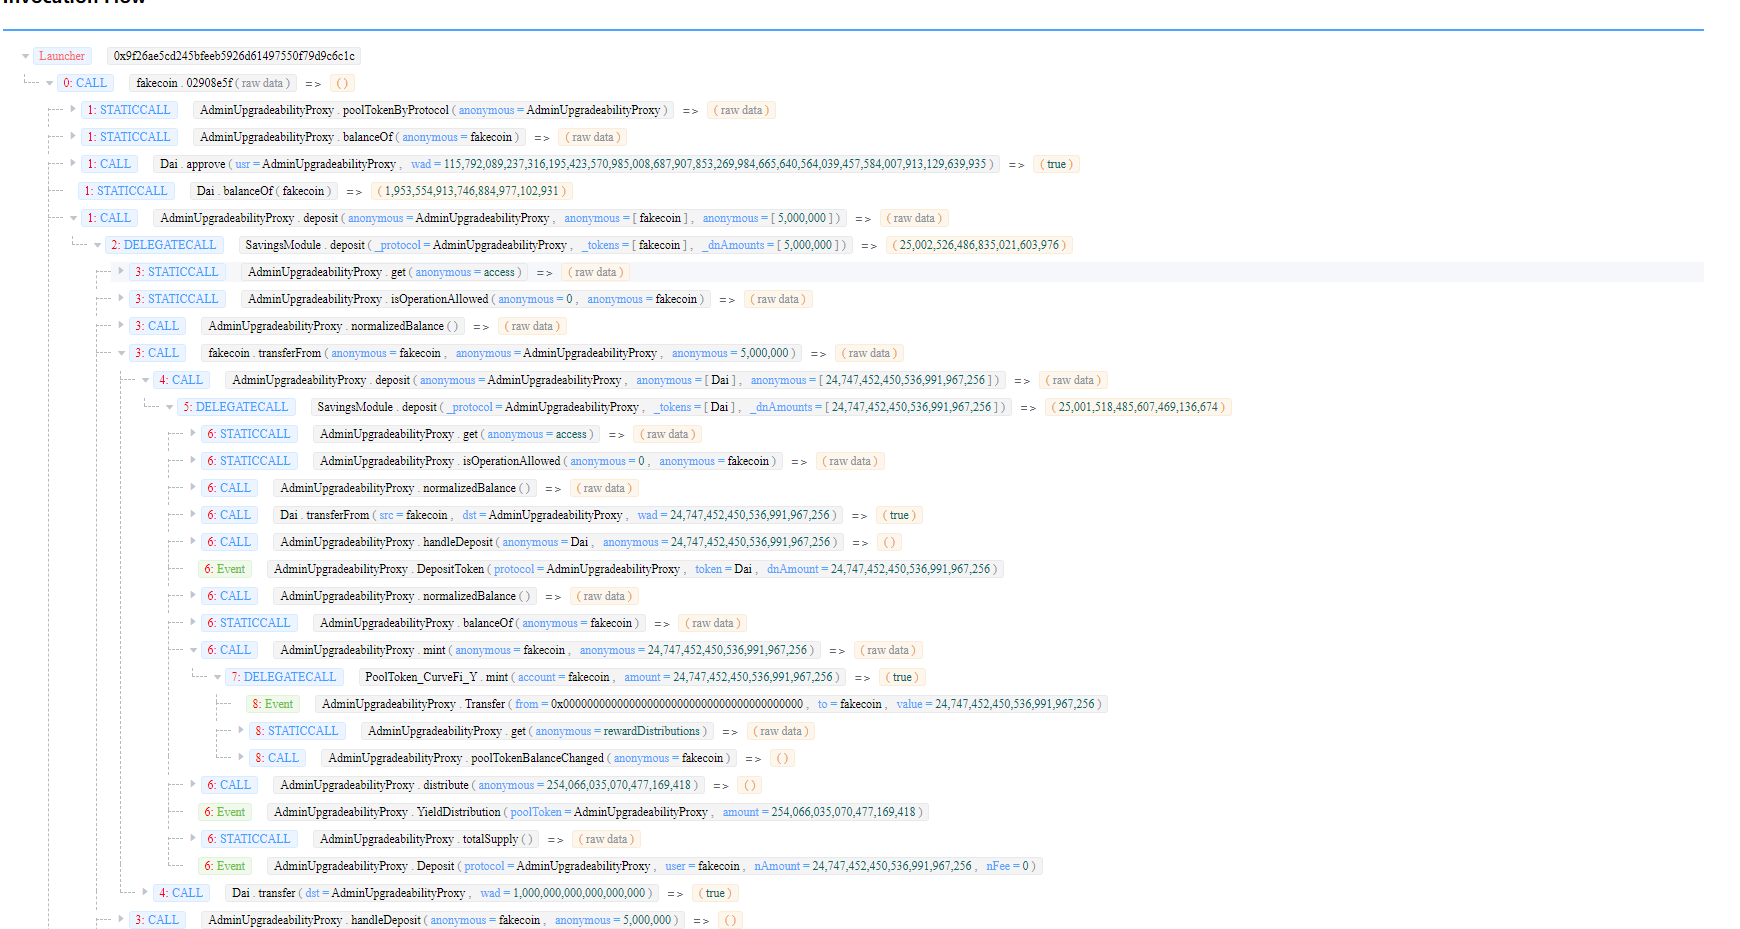 Invocation Flow
Launcher 0x9f26ae5cd245bfeeb5926d61497550f79d9c6c1c
0: CALL fakecoin . 02908e5f ( raw data ) => ( )
1: STATICCALL AdminUpgradeabilityProxy . poolTokenByProtocol ( anonymous = AdminUpgradeabilityProxy ) => ( raw data )
1: STATICCALL AdminUpgradeabilityProxy . balanceOf ( anonymous = fakecoin ) => ( raw data )
1: CALL Dai . approve ( usr = AdminUpgradeabilityProxy , wad = 115,792,089,237,316,195,423,570,985,008,687,907,853,269,984,665,640,564,039,457,584,007,913,129,639,935 ) => ( true )
1: STATICCALL Dai . balanceOf ( fakecoin ) => ( 1,953,554,913,746,884,977,102,931 )
1: CALL AdminUpgradeabilityProxy . deposit ( anonymous = AdminUpgradeabilityProxy , anonymous = [ fakecoin ] , anonymous = [ 5,000,000 ] ) => ( raw data )
2: DELEGATECALL SavingsModule . deposit ( _protocol = AdminUpgradeabilityProxy , _tokens = [ fakecoin ] , _dnAmounts = [ 5,000,000 ] ) => ( 25,002,526,486,835,021,603,976 )
3: STATICCALL AdminUpgradeabilityProxy . get ( anonymous = access ) => ( raw data )
3: STATICCALL AdminUpgradeabilityProxy . isOperationAllowed ( anonymous = 0 , anonymous = fakecoin ) => ( raw data )
3: CALL AdminUpgradeabilityProxy . normalizedBalance ( ) => ( raw data )
3: CALL fakecoin . transferFrom ( anonymous = fakecoin , anonymous = AdminUpgradeabilityProxy , anonymous = 5,000,000 ) => ( raw data )
4: CALL AdminUpgradeabilityProxy . deposit ( anonymous = AdminUpgradeabilityProxy , anonymous = [ Dai ] , anonymous = [ 24,747,452,450,536,991,967,256 ] ) => ( raw data )
5: DELEGATECALL SavingsModule . deposit ( _protocol = AdminUpgradeabilityProxy , _tokens = [ Dai ] , _dnAmounts = [ 24,747,452,450,536,991,967,256 ] ) => ( 25,001,518,485,607,469,136,674 )
6: STATICCALL AdminUpgradeabilityProxy . get ( anonymous = access ) => ( raw data )
6: STATICCALL AdminUpgradeabilityProxy . isOperationAllowed ( anonymous = 0 , anonymous = fakecoin ) => ( raw data )
6: CALL AdminUpgradeabilityProxy . normalizedBalance ( ) => ( raw data )
6: CALL Dai . transferFrom ( src = fakecoin , dst = AdminUpgradeabilityProxy , wad = 24,747,452,450,536,991,967,256 ) => ( true )
6: CALL AdminUpgradeabilityProxy . handleDeposit ( anonymous = Dai , anonymous = 24,747,452,450,536,991,967,256 ) => ( )
6: Event AdminUpgradeabilityProxy . DepositToken ( protocol = AdminUpgradeabilityProxy , token = Dai , dnAmount = 24,747,452,450,536,991,967,256 )
6: CALL AdminUpgradeabilityProxy . normalizedBalance ( ) => ( raw data )
6: STATICCALL AdminUpgradeabilityProxy . balanceOf ( anonymous = fakecoin ) => ( raw data )
6: CALL AdminUpgradeabilityProxy . mint ( anonymous = fakecoin , anonymous = 24,747,452,450,536,991,967,256 ) => ( raw data )
7: DELEGATECALL PoolToken_CurveFi_Y . mint ( account = fakecoin , amount = 24,747,452,450,536,991,967,256 ) => ( true )
8: Event AdminUpgradeabilityProxy . Transfer ( from = 0x0000000000000000000000000000000000000000 , to = fakecoin , value = 24,747,452,450,536,991,967,256 )
8: STATICCALL AdminUpgradeabilityProxy . get ( anonymous = rewardDistributions ) => ( raw data )
8: CALL AdminUpgradeabilityProxy . poolTokenBalanceChanged ( anonymous = fakecoin ) => ( )
6: CALL AdminUpgradeabilityProxy . distribute ( anonymous = 254,066,035,070,477,169,418 ) => ( )
6: Event AdminUpgradeabilityProxy . YieldDistribution ( poolToken = AdminUpgradeabilityProxy , amount = 254,066,035,070,477,169,418 )
6: STATICCALL AdminUpgradeabilityProxy . totalSupply ( ) => ( raw data )
6: Event AdminUpgradeabilityProxy . Deposit ( protocol = AdminUpgradeabilityProxy , user = fakecoin , nAmount = 24,747,452,450,536,991,967,256 , nFee = 0 )
4: CALL Dai . transfer ( dst = AdminUpgradeabilityProxy , wad = 1,000,000,000,000,000,000 ) => ( true )
3: CALL AdminUpgradeabilityProxy . handleDeposit ( anonymous = fakecoin , anonymous = 5,000,000 ) => ( )